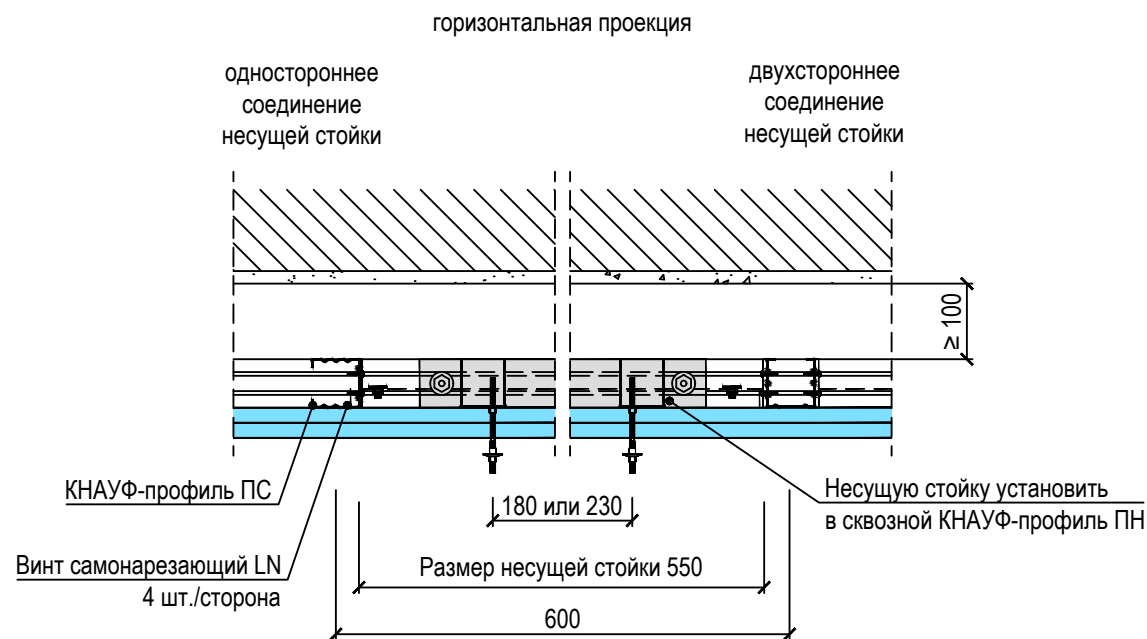 горизонтальная проекция
одностороннее
соединение
несущей стойки
двухстороннее
соединение
несущей стойки
≥ 100
КНАУФ-профиль ПС
180 или 230
Несущую стойку установить
в сквозной КНАУФ-профиль ПН
Винт самонарезающий LN
4 шт./сторона
Размер несущей стойки 550
600